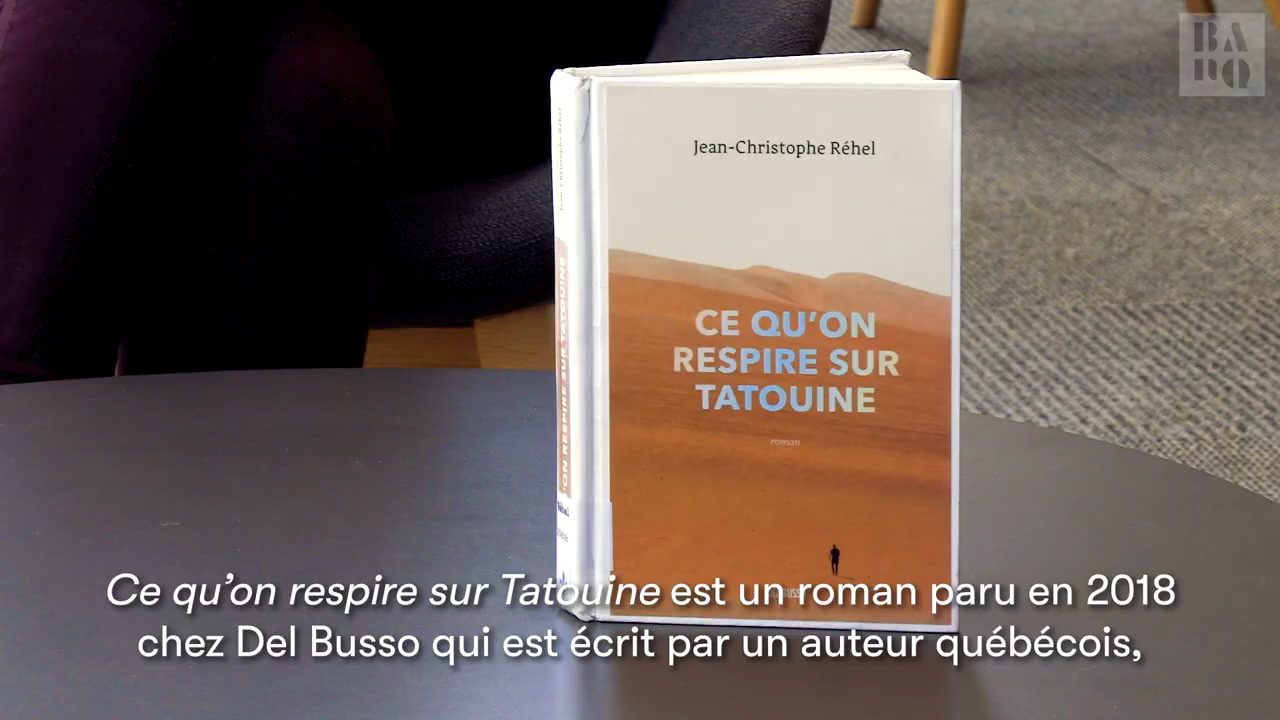 BA
NQ
Jean-Christophe Réhel
CE QU'ON
RESPIRE SUR
TATOUINE
roman
'ON RESPIRE SUR TATOUINE
Ce qu'on respire sur Tatouine est un roman paru en 2018
chez Del Busso qui est écrit par un auteur québécois,